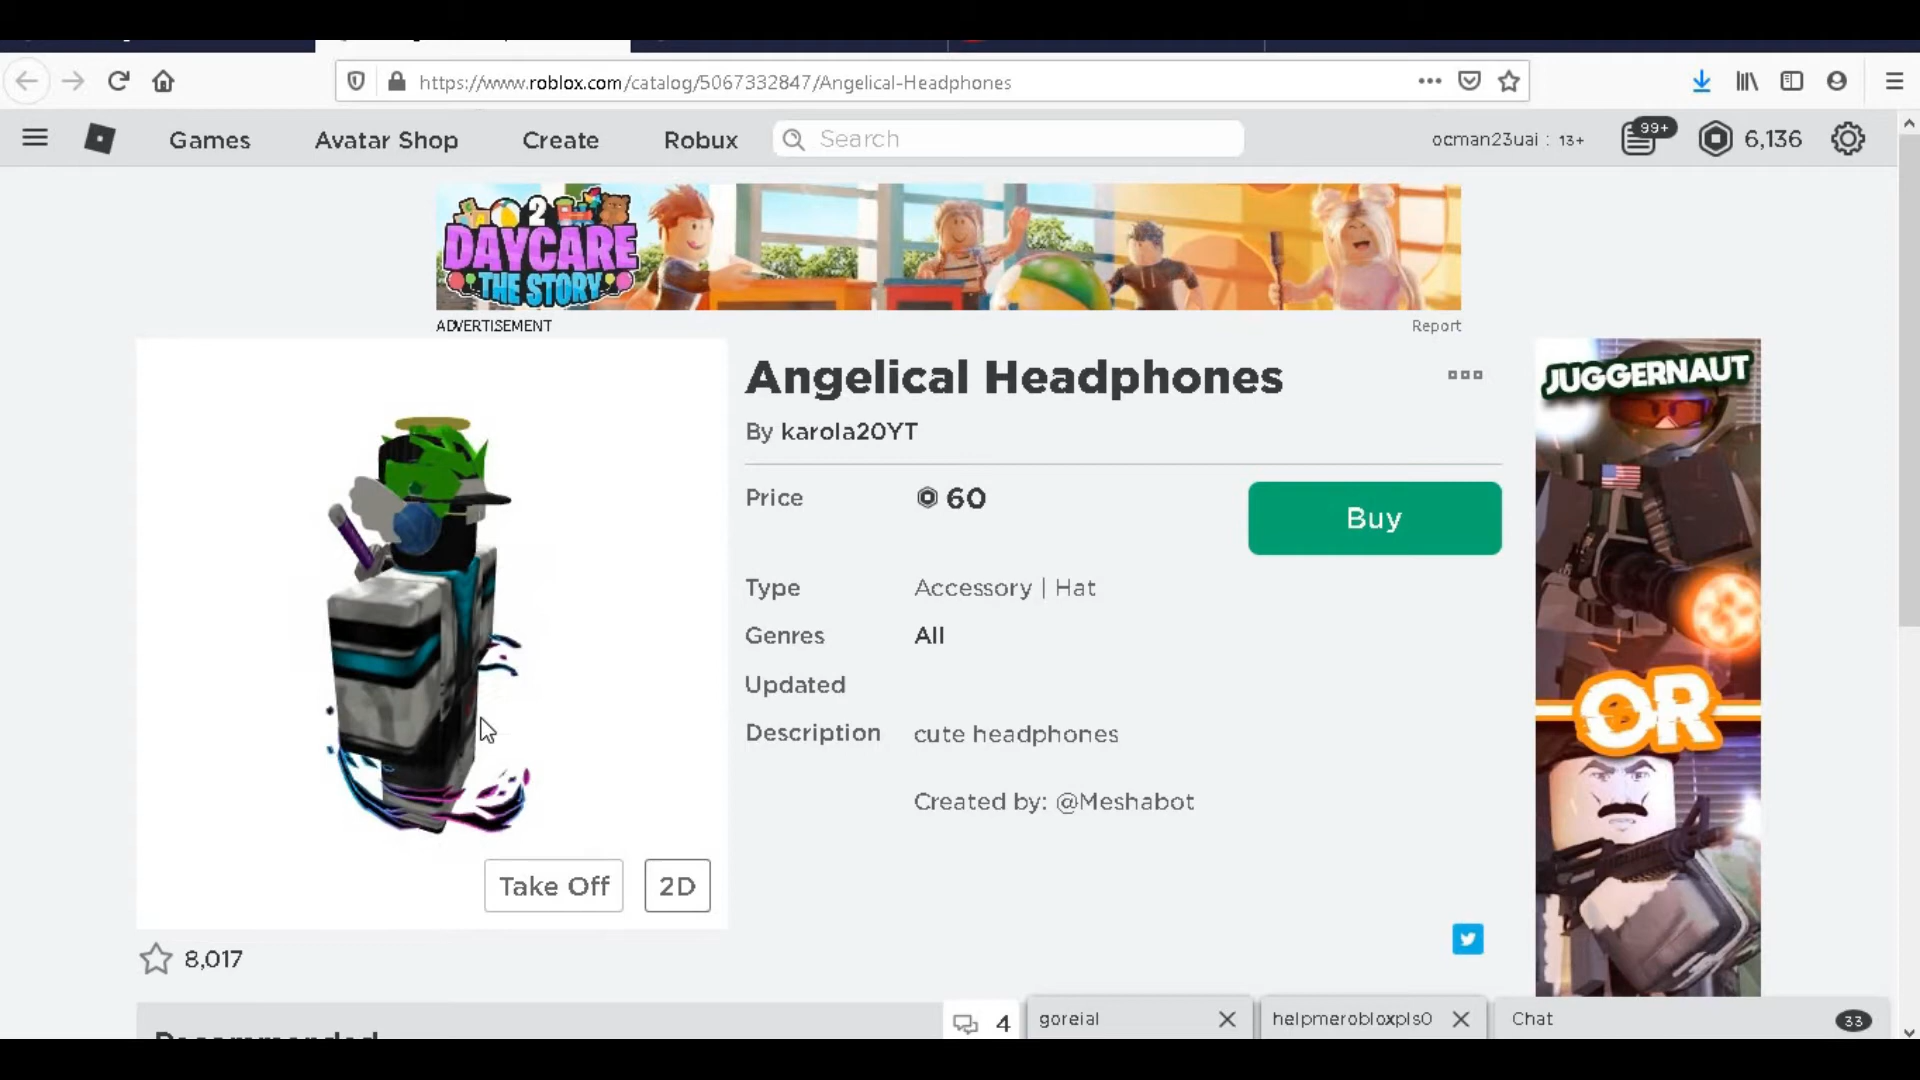 https://www.roblox.com/catalog/5067332847/Angelical-Headphones
Games
Avatar Shop
Create
Robux
Search
ocman23uai : 13+
99+
6,136
2
DAYCARE
THE STORY
ADVERTISEMENT
Report
Angelical Headphones
By karola20YT
Price
60
Buy
Type
Accessory | Hat
Genres
All
Updated
Description
cute headphones
Created by: @Meshabot
Take Off
2D
8,017
JUGGERNAUT
OR
Recommended
4
goreial
helpmerobloxpls0
Chat
33